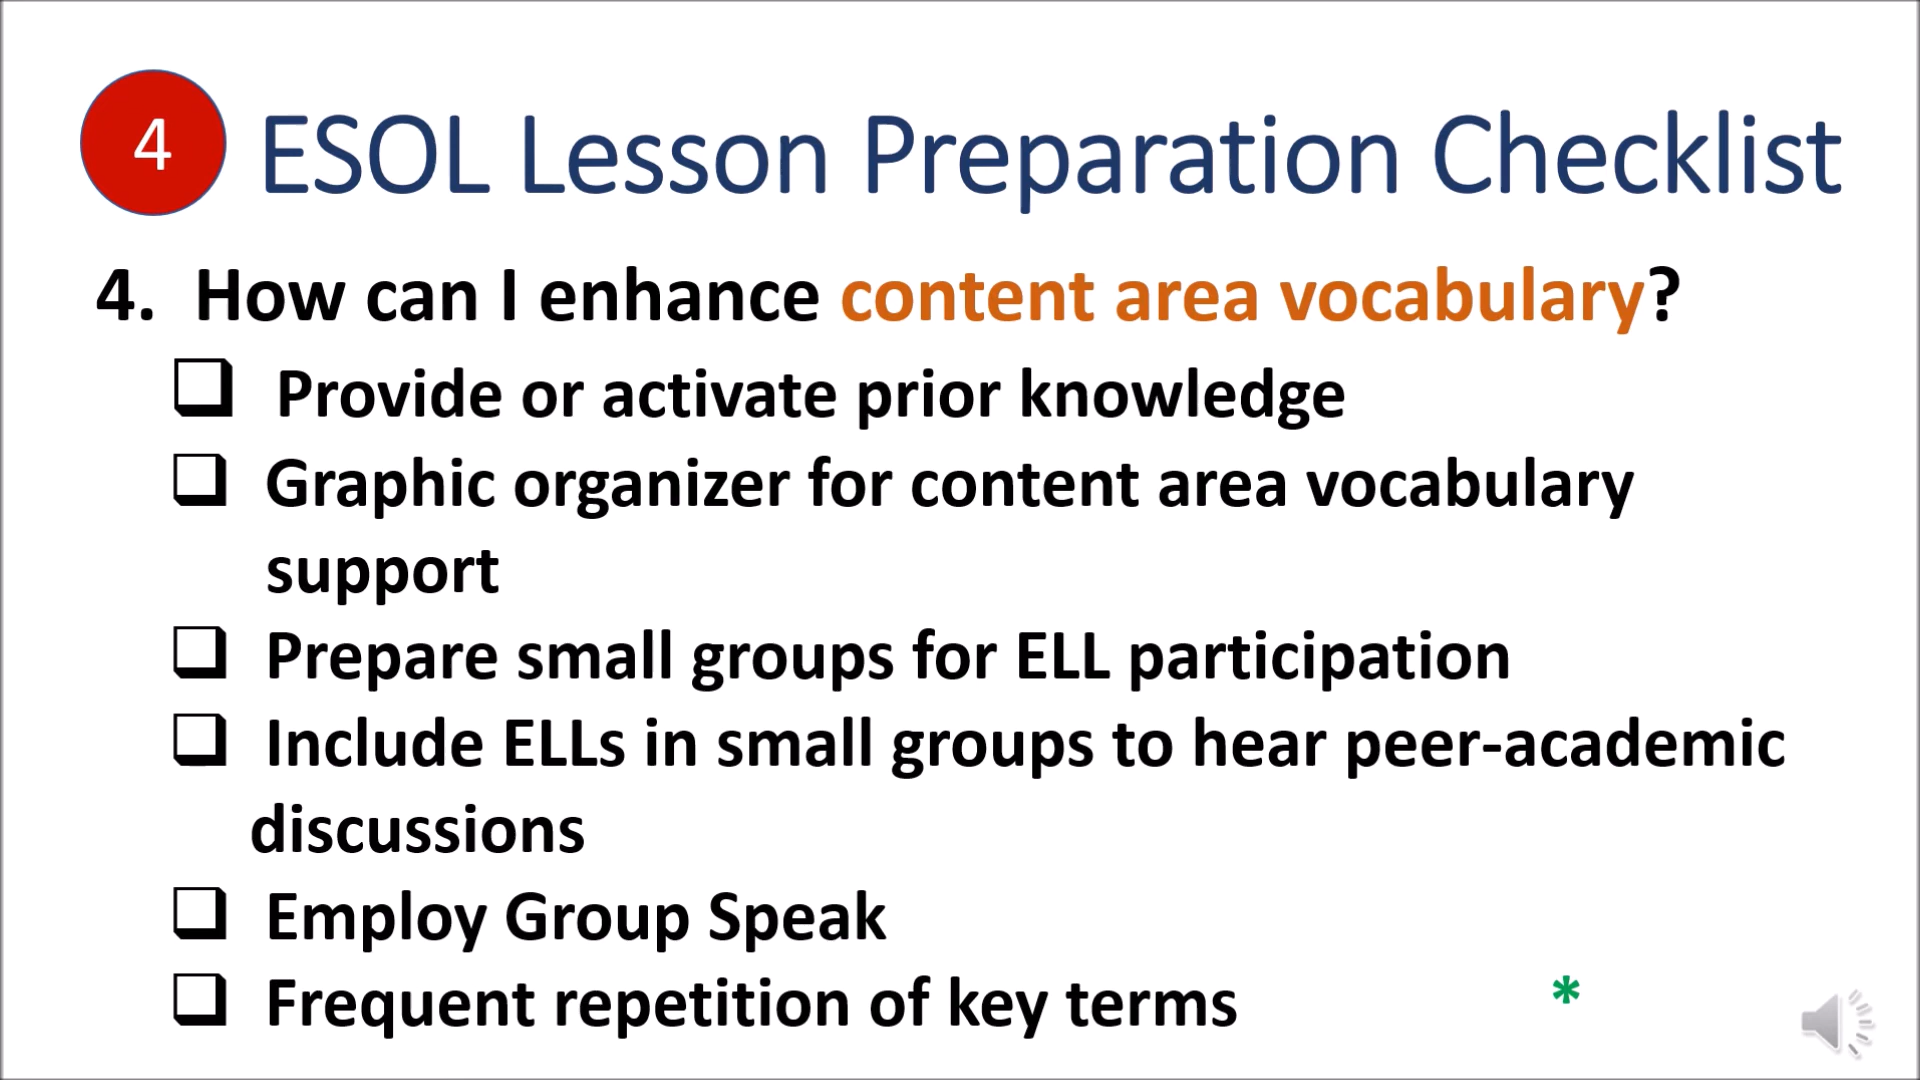 4 ESOL Lesson Preparation Checklist
4. How can I enhance content area vocabulary?
Provide or activate prior knowledge
Graphic organizer for content area vocabulary
support
Prepare small groups for ELL participation
Include ELLs in small groups to hear peer-academic
discussions
Employ Group Speak
Frequent repetition of key terms *